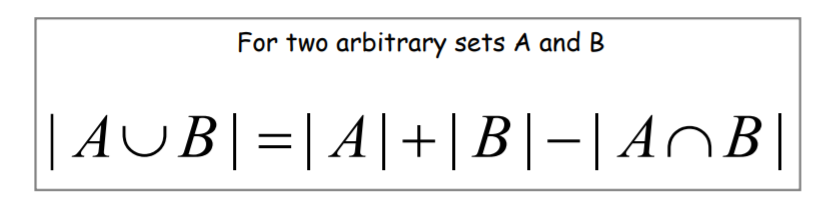 For two arbitrary sets A and B
| A ∪ B | = | A | + | B | − | A ∩ B |